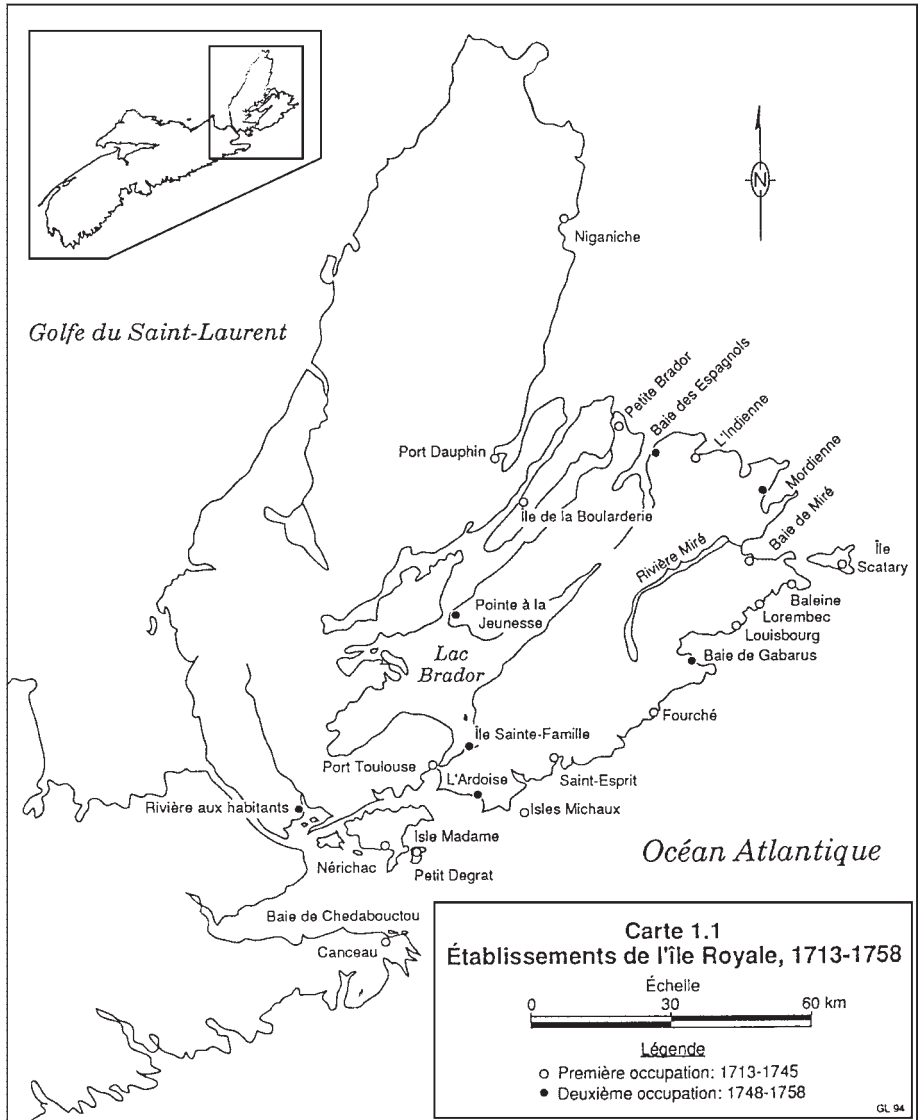 N
Niganiche
Golfe du Saint-Laurent
Petite Brador
Baie des Espagnols
L'Indienne
Mordienne
Port Dauphin
Île de la Boularderie
Baie de Miré
Rivière Miré
Île
Scatary
Baleine
Lorembec
Louisbourg
Baie de Gabarus
Pointe à la
Jeunesse
Lac
Brador
Fourché
Île Sainte-Famille
Port Toulouse
L'Ardoise
Saint-Esprit
Isles Michaux
Rivière aux habitants
Isle Madame
Nérichac
Petit Degrat
Océan Atlantique
Baie de Chedabouctou
Canceau
Carte 1.1
Établissements de l'île Royale, 1713-1758
Échelle
0 30 60 km
Légende
○ Première occupation: 1713-1745
● Deuxième occupation: 1748-1758
GL 94